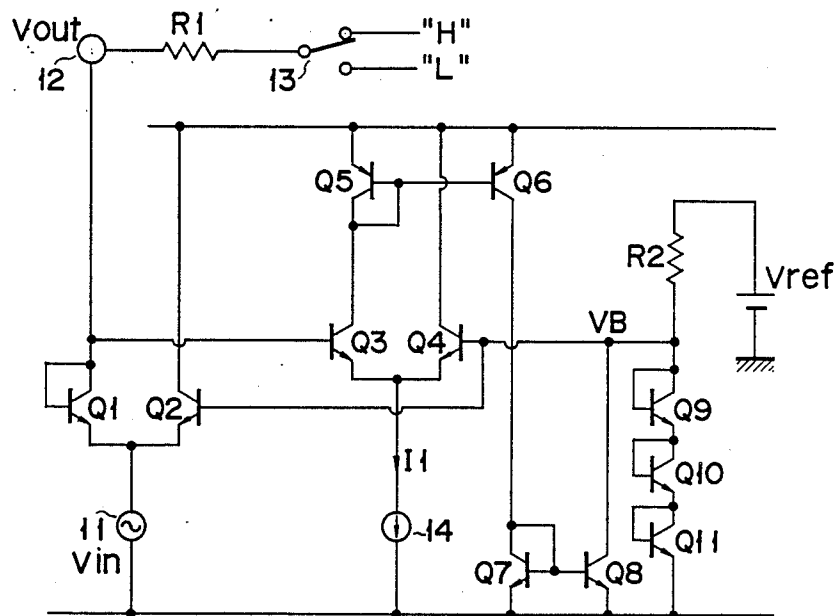 Vout
R1
"H"
12
13
"L"
Q5
Q6
R2
Vref
VB
Q3
Q4
Q1
Q2
Q9
I1
Q10
11
Vin
14
Q7
Q8
Q11